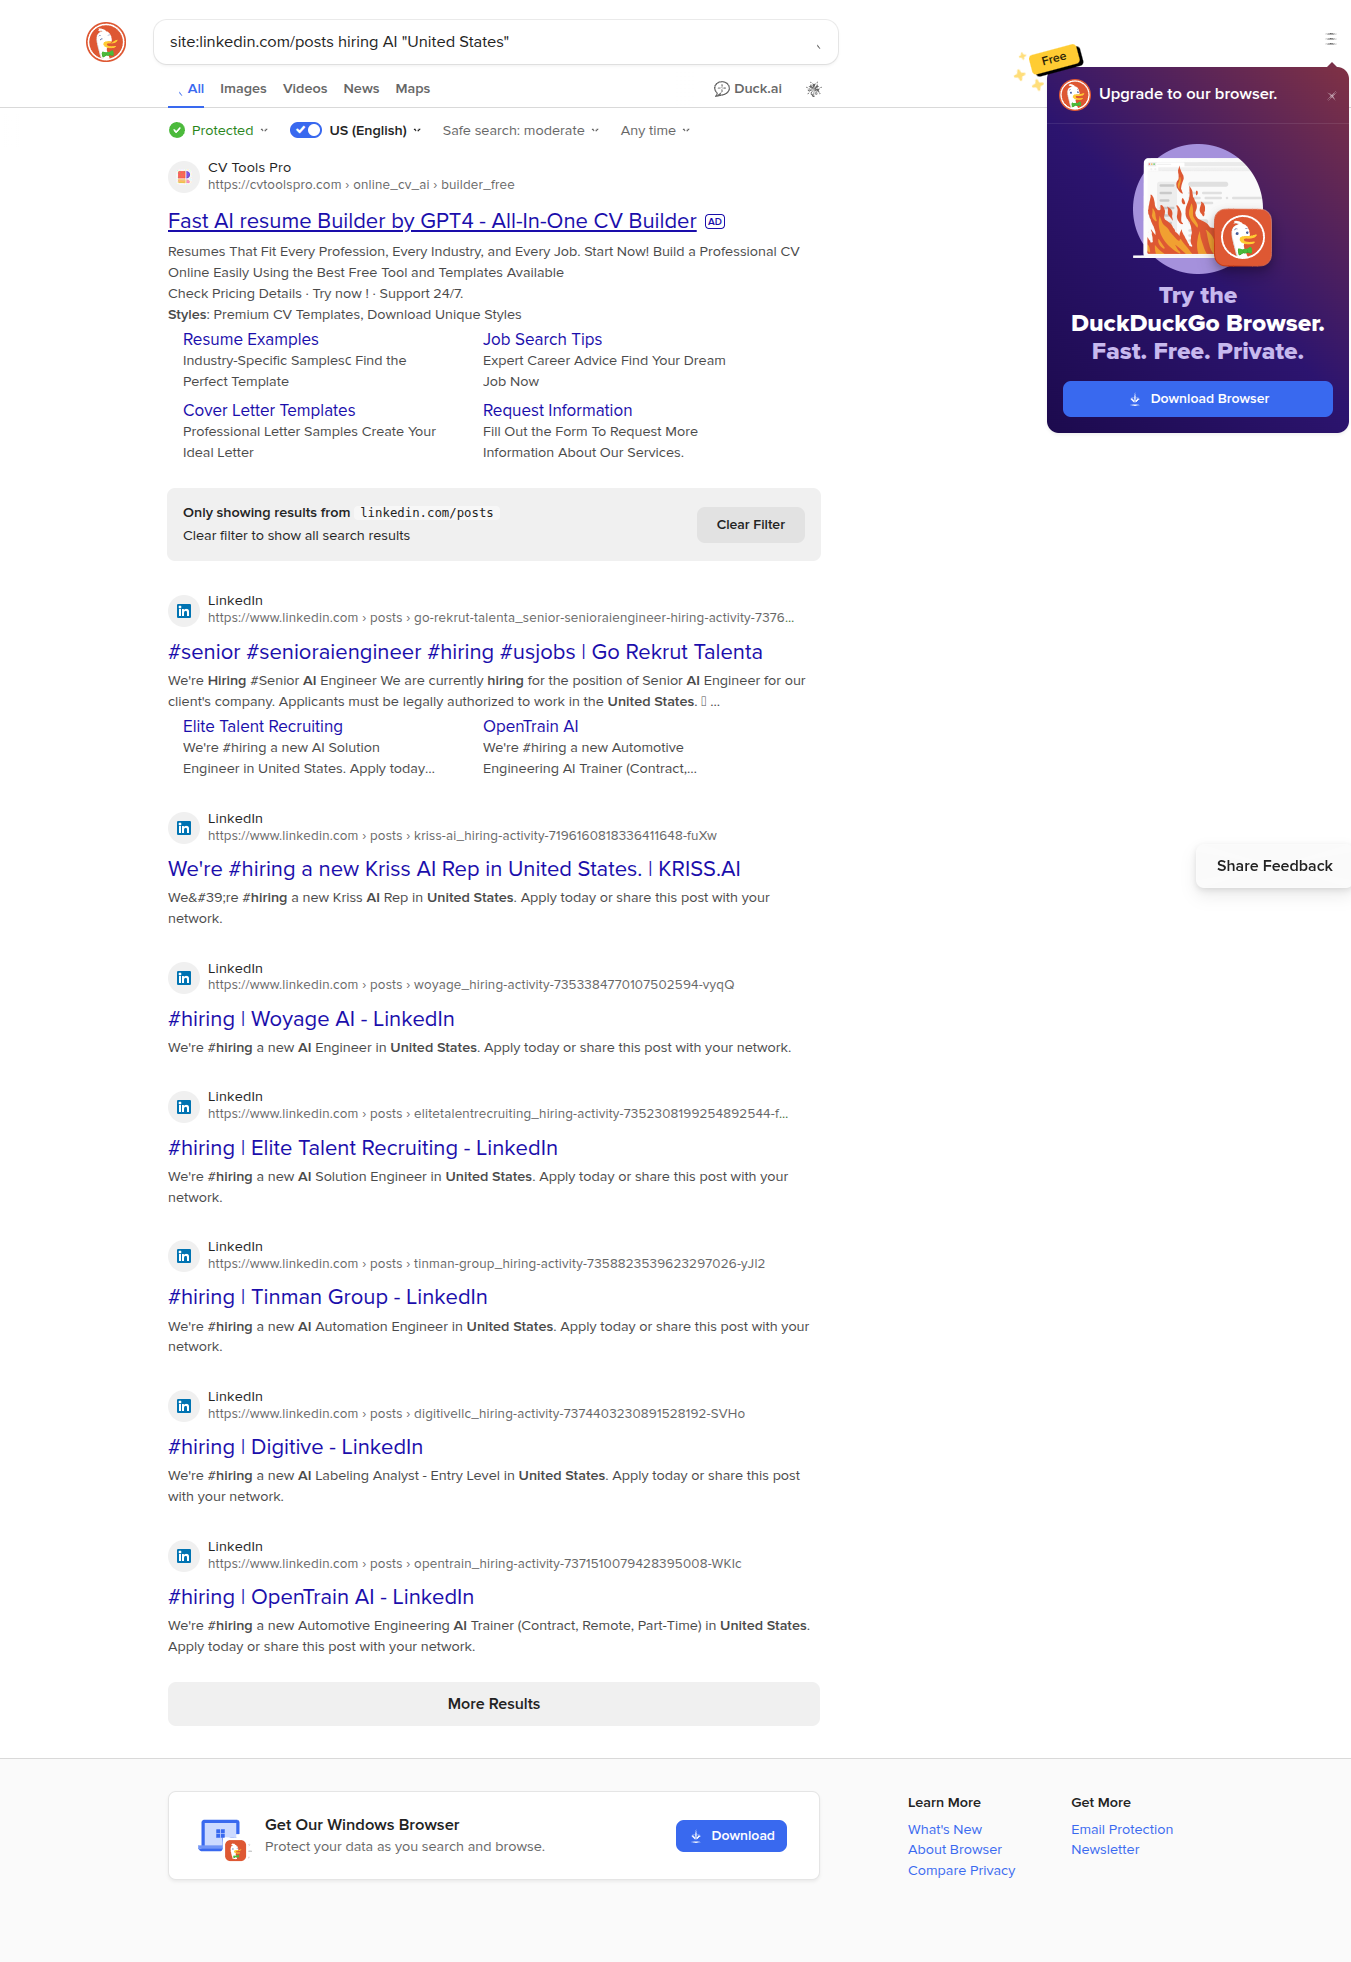 site:linkedin.com/posts hiring AI "United States"
All Images Videos News Maps Duck.ai
Free
Upgrade to our browser.
Try the
DuckDuckGo Browser.
Fast. Free. Private.
Download Browser
Protected US (English) Safe search: moderate Any time
CV Tools Pro
https://cvtoolspro.com › online_cv_ai › builder_free
Fast AI resume Builder by GPT4 - All-In-One CV Builder AD
Resumes That Fit Every Profession, Every Industry, and Every Job. Start Now! Build a Professional CV
Online Easily Using the Best Free Tool and Templates Available
Check Pricing Details · Try now ! · Support 24/7.
Styles: Premium CV Templates, Download Unique Styles
Resume Examples
Industry-Specific Samplesc Find the
Perfect Template
Job Search Tips
Expert Career Advice Find Your Dream
Job Now
Cover Letter Templates
Professional Letter Samples Create Your
Ideal Letter
Request Information
Fill Out the Form To Request More
Information About Our Services.
Only showing results from linkedin.com/posts
Clear filter to show all search results
Clear Filter
LinkedIn
https://www.linkedin.com › posts › go-rekrut-talenta_senior-senioraiengineer-hiring-activity-7376...
#senior #senioraiengineer #hiring #usjobs | Go Rekrut Talenta
We're Hiring #Senior AI Engineer We are currently hiring for the position of Senior AI Engineer for our
client's company. Applicants must be legally authorized to work in the United States. ...
Elite Talent Recruiting
We're #hiring a new AI Solution
Engineer in United States. Apply today...
OpenTrain AI
We're #hiring a new Automotive
Engineering AI Trainer (Contract,...
LinkedIn
https://www.linkedin.com › posts › kriss-ai_hiring-activity-7196160818336411648-fuXw
We're #hiring a new Kriss AI Rep in United States. | KRISS.AI
We&#39;re #hiring a new Kriss AI Rep in United States. Apply today or share this post with your
network.
Share Feedback
LinkedIn
https://www.linkedin.com › posts › woyage_hiring-activity-7353384770107502594-vyqQ
#hiring | Woyage AI - LinkedIn
We're #hiring a new AI Engineer in United States. Apply today or share this post with your network.
LinkedIn
https://www.linkedin.com › posts › elitetalentrecruiting_hiring-activity-7352308199254892544-f...
#hiring | Elite Talent Recruiting - LinkedIn
We're #hiring a new AI Solution Engineer in United States. Apply today or share this post with your
network.
LinkedIn
https://www.linkedin.com › posts › tinman-group_hiring-activity-7358823539623297026-yJI2
#hiring | Tinman Group - LinkedIn
We're #hiring a new AI Automation Engineer in United States. Apply today or share this post with your
network.
LinkedIn
https://www.linkedin.com › posts › digitivellc_hiring-activity-7374403230891528192-SVHo
#hiring | Digitive - LinkedIn
We're #hiring a new AI Labeling Analyst - Entry Level in United States. Apply today or share this post
with your network.
LinkedIn
https://www.linkedin.com › posts › opentrain_hiring-activity-7371510079428395008-WKlc
#hiring | OpenTrain AI - LinkedIn
We're #hiring a new Automotive Engineering AI Trainer (Contract, Remote, Part-Time) in United States.
Apply today or share this post with your network.
More Results
Get Our Windows Browser
Protect your data as you search and browse.
Download
Learn More
What's New
About Browser
Compare Privacy
Get More
Email Protection
Newsletter